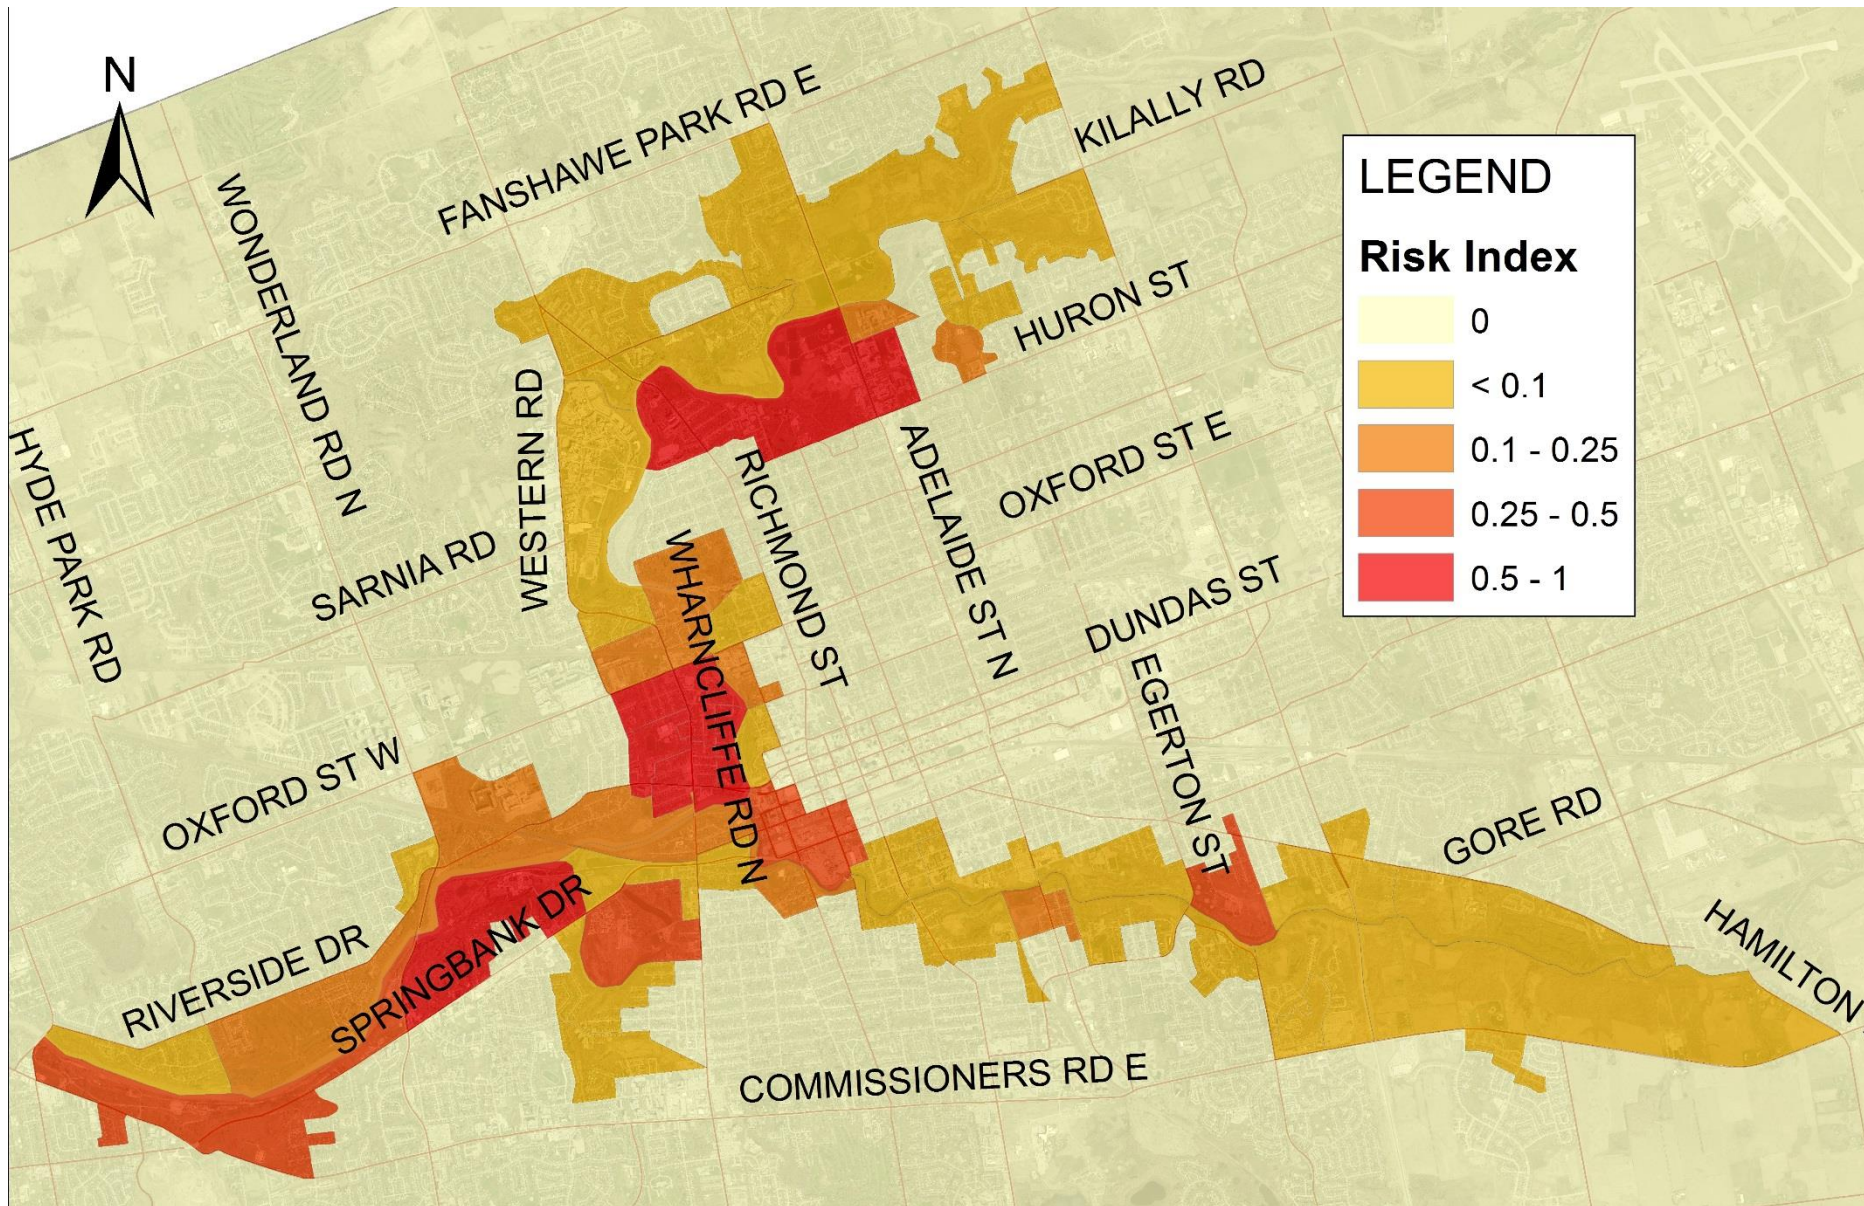 N
FANSHAWE PARK RD E
KILALLY RD
WONDERLAND RD N
LEGEND
Risk Index
0
< 0.1
0.1 - 0.25
0.25 - 0.5
0.5 - 1
HURON ST
WESTERN RD
HYDE PARK RD
SARNIA RD
RICHMOND ST
ADELAIDE ST N
OXFORD ST E
WHARNCLIFFE RD N
DUNDAS ST
EGERTON ST
OXFORD ST W
GORE RD
HAMILTON
RIVERSIDE DR
SPRINGBANK DR
COMMISSIONERS RD E